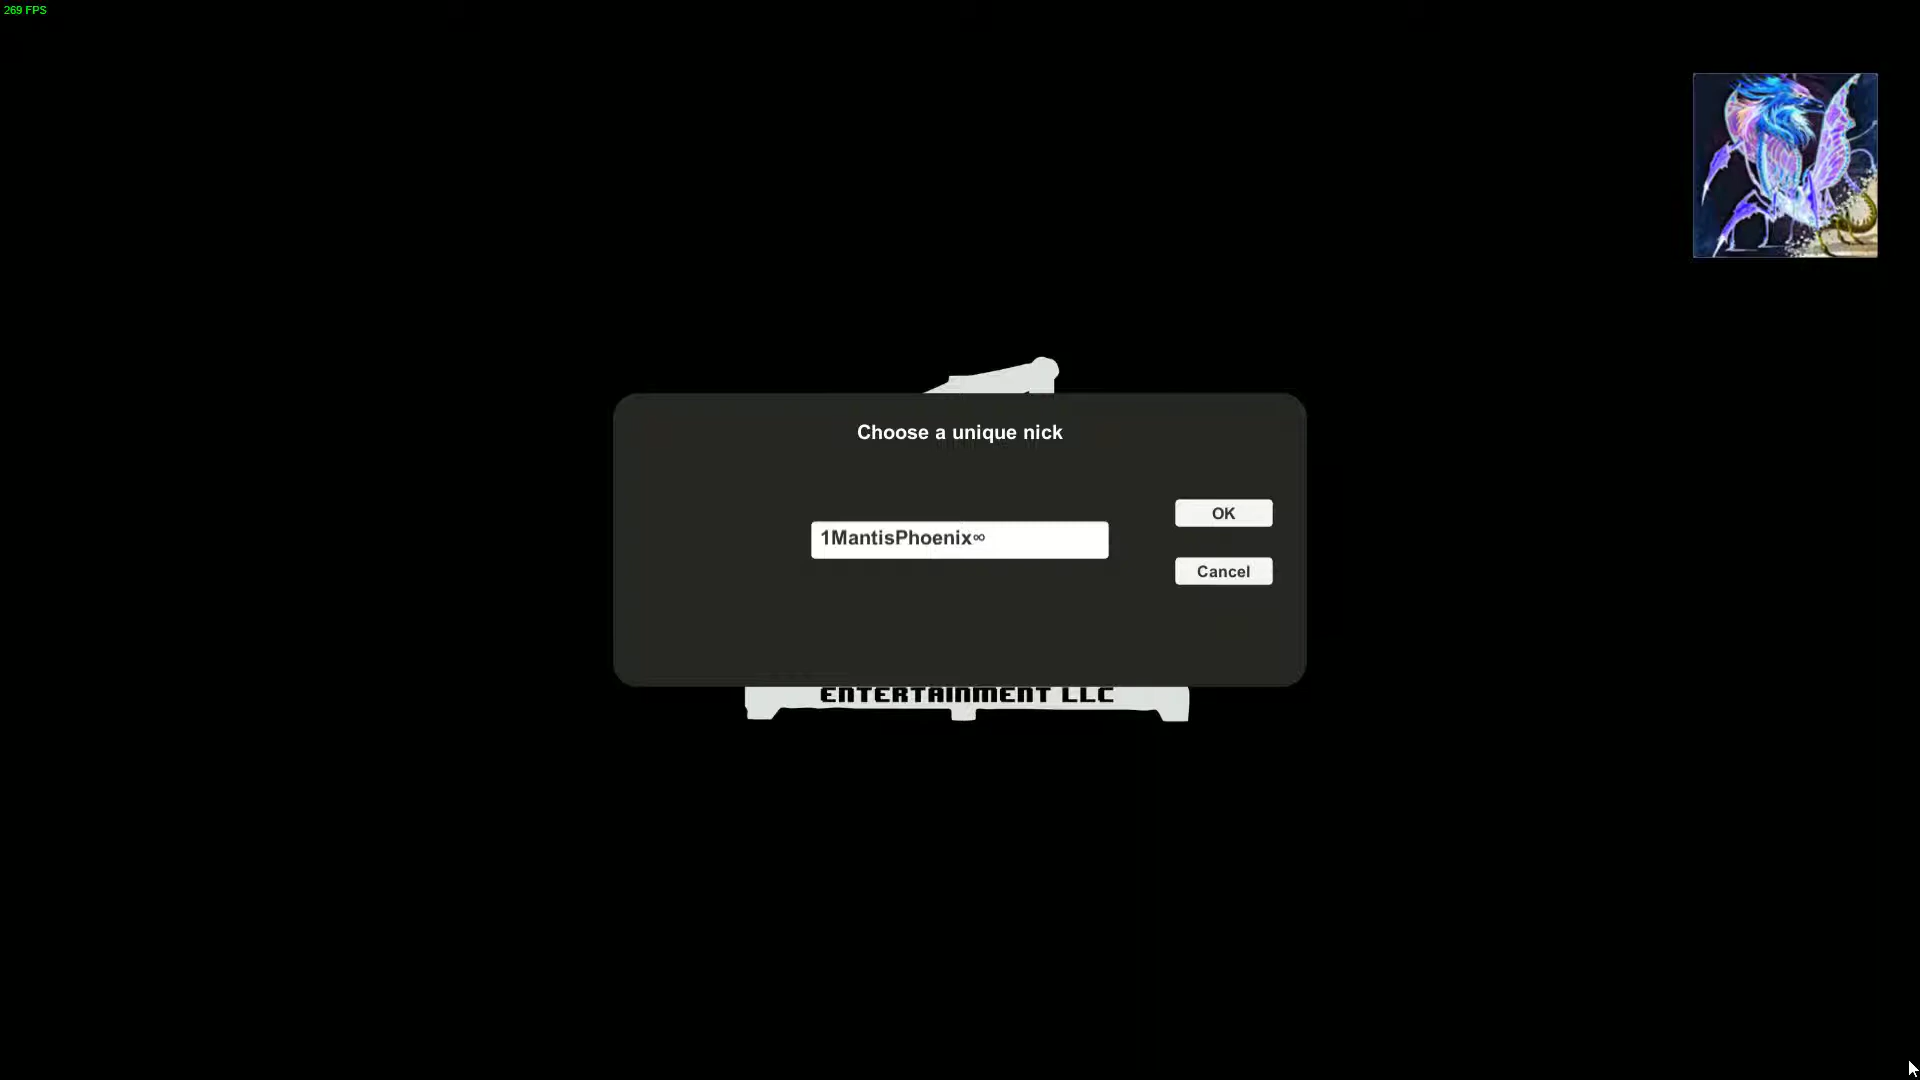 269 FPS
Choose a unique nick
OK
1MantisPhoenix∞
Cancel
ENTERTAINMENT LLC